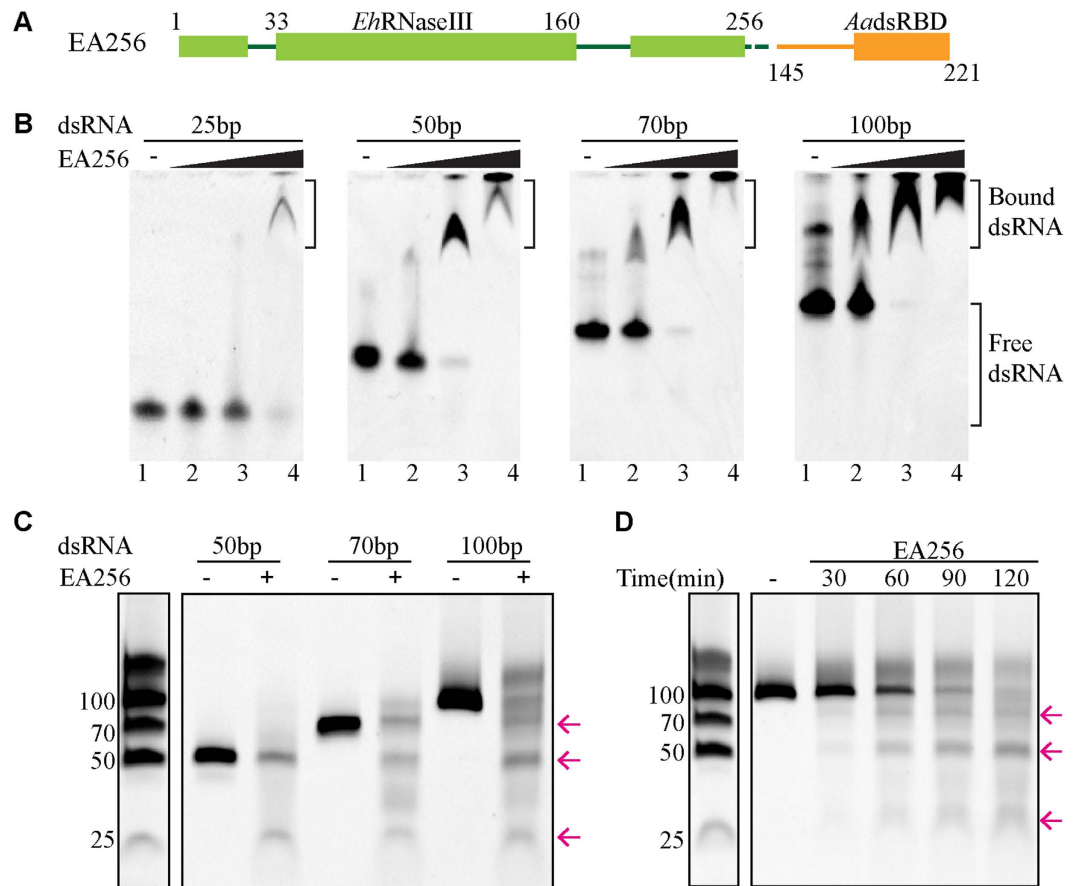 A
1 33 EhRNaseIII 160 256 AadsRBD
EA256
145 221
B
dsRNA 25bp 50bp 70bp 100bp
EA256 - - - -
Bound
dsRNA
Free
dsRNA
1 2 3 4 1 2 3 4 1 2 3 4 1 2 3 4
C
dsRNA 50bp 70bp 100bp
EA256 - + - + - +
100
70
50
25
D
EA256
Time(min) - 30 60 90 120
100
70
50
25